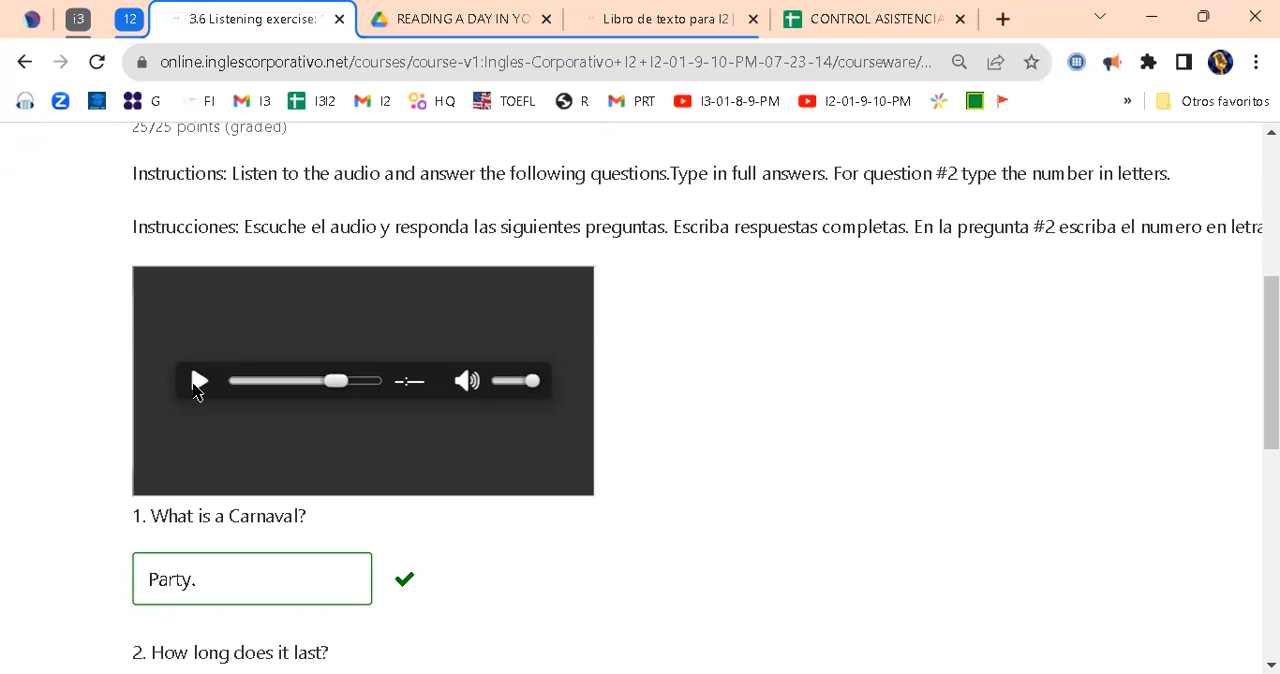 i3
12
3.6 Listening exercise:
READING A DAY IN YO
Libro de texto para I2 |
CONTROL ASISTENCIA
online.inglescorporativo.net/courses/course-v1:Ingles-Corporativo+I2+I2-01-9-10-PM-07-23-14/courseware/...
G
FI
I3
I3I2
I2
HQ
TOEFL
R
PRT
I3-01-8-9-PM
I2-01-9-10-PM
»
Otros favoritos
25/25 points (graded)
Instructions: Listen to the audio and answer the following questions.Type in full answers. For question #2 type the number in letters.
Instrucciones: Escuche el audio y responda las siguientes preguntas. Escriba respuestas completas. En la pregunta #2 escriba el numero en letra
--:--
1. What is a Carnaval?
Party.
2. How long does it last?